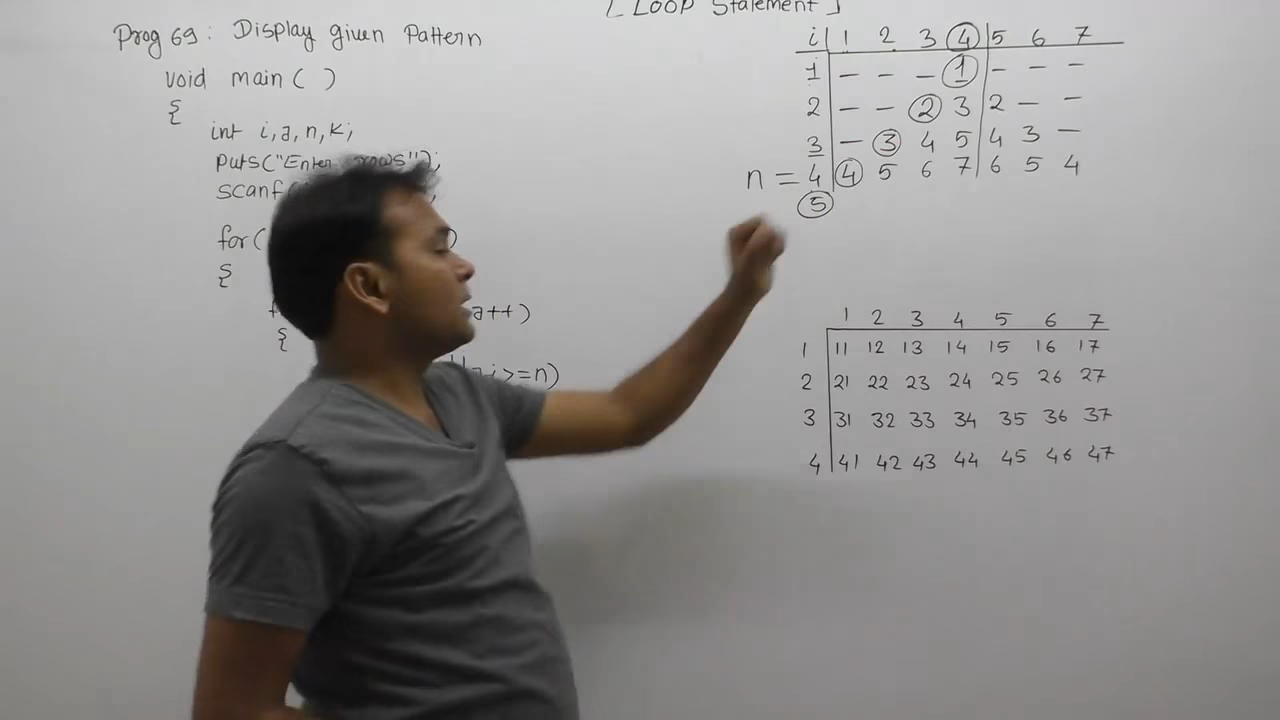 [ Loop Statement ]
Prog 69 : Display given Pattern
void main ( )
{
int i, a, n, k;
puts("Enter rows");
scanf(
for(
{
a++)
{
>=n)
i 1 2 3 4 5 6 7
1 – – – 1 – – –
2 – – 2 3 2 – –
3 – 3 4 5 4 3 –
n = 4 4 5 6 7 6 5 4
5
1 2 3 4 5 6 7
1 11 12 13 14 15 16 17
2 21 22 23 24 25 26 27
3 31 32 33 34 35 36 37
4 41 42 43 44 45 46 47